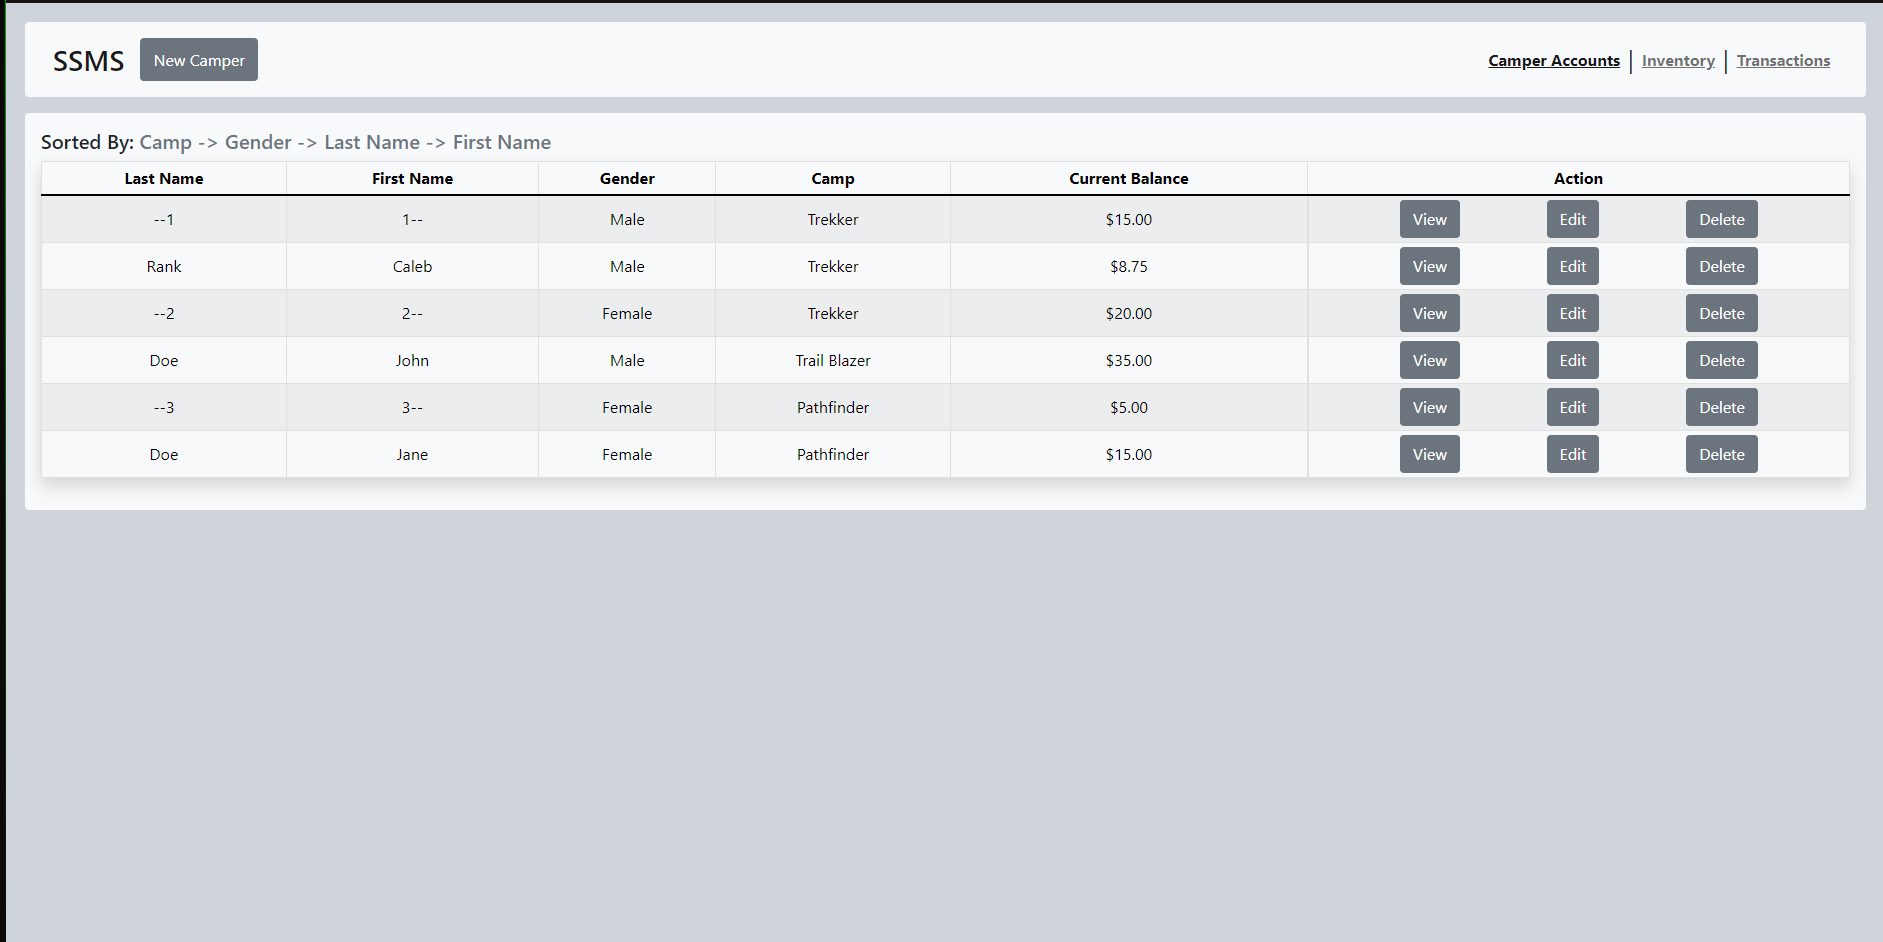 SSMS New Camper Camper Accounts | Inventory | Transactions
Sorted By: Camp -> Gender -> Last Name -> First Name
Last Name First Name Gender Camp Current Balance Action
--1 1-- Male Trekker $15.00 View Edit Delete
Rank Caleb Male Trekker $8.75 View Edit Delete
--2 2-- Female Trekker $20.00 View Edit Delete
Doe John Male Trail Blazer $35.00 View Edit Delete
--3 3-- Female Pathfinder $5.00 View Edit Delete
Doe Jane Female Pathfinder $15.00 View Edit Delete